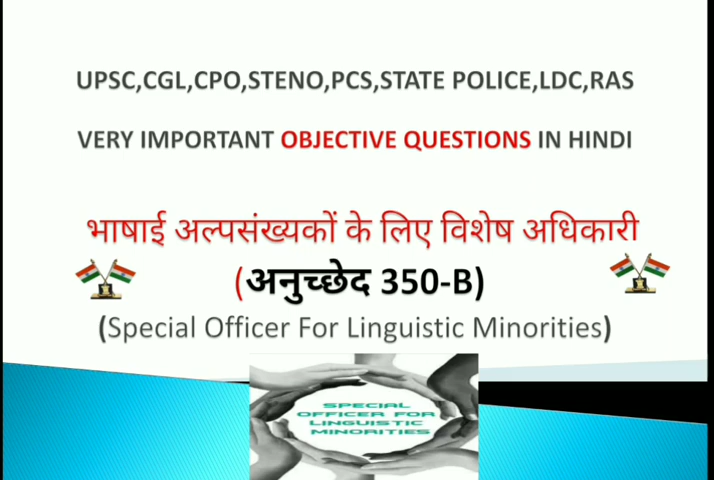 UPSC,CGL,CPO,STENO,PCS,STATE POLICE,LDC,RAS
VERY IMPORTANT OBJECTIVE QUESTIONS IN HINDI
भाषाई अल्पसंख्यकों के लिए विशेष अधिकारी
(अनुच्छेद 350-B)
(Special Officer For Linguistic Minorities)
SPECIAL
OFFICER FOR
LINGUISTIC
MINORITIES